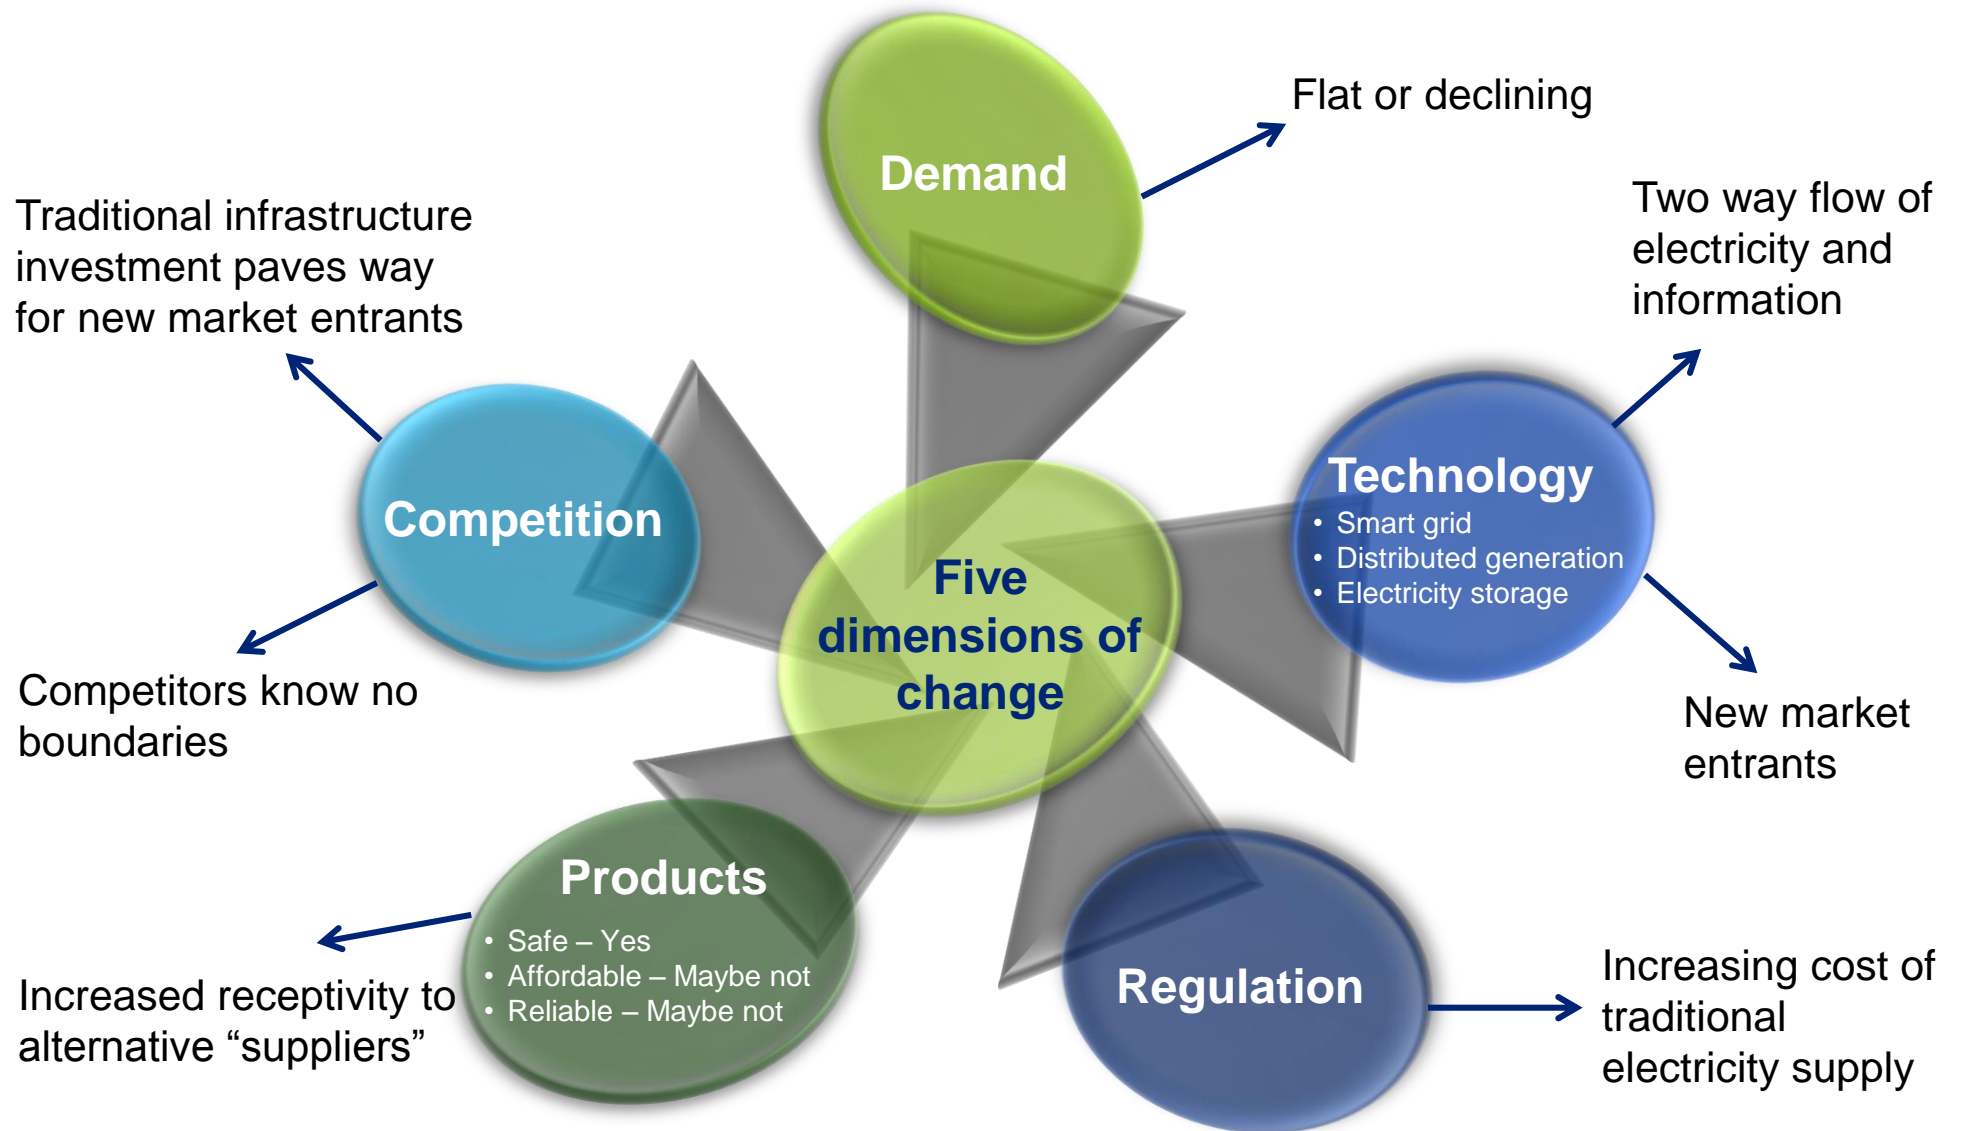 Demand
Flat or declining
Technology
• Smart grid
• Distributed generation
• Electricity storage
Two way flow of
electricity and
information
New market
entrants
Regulation
Increasing cost of
traditional
electricity supply
Products
• Safe – Yes
• Affordable – Maybe not
• Reliable – Maybe not
Increased receptivity to
alternative “suppliers”
Competition
Traditional infrastructure
investment paves way
for new market entrants
Competitors know no
boundaries
Five
dimensions of
change